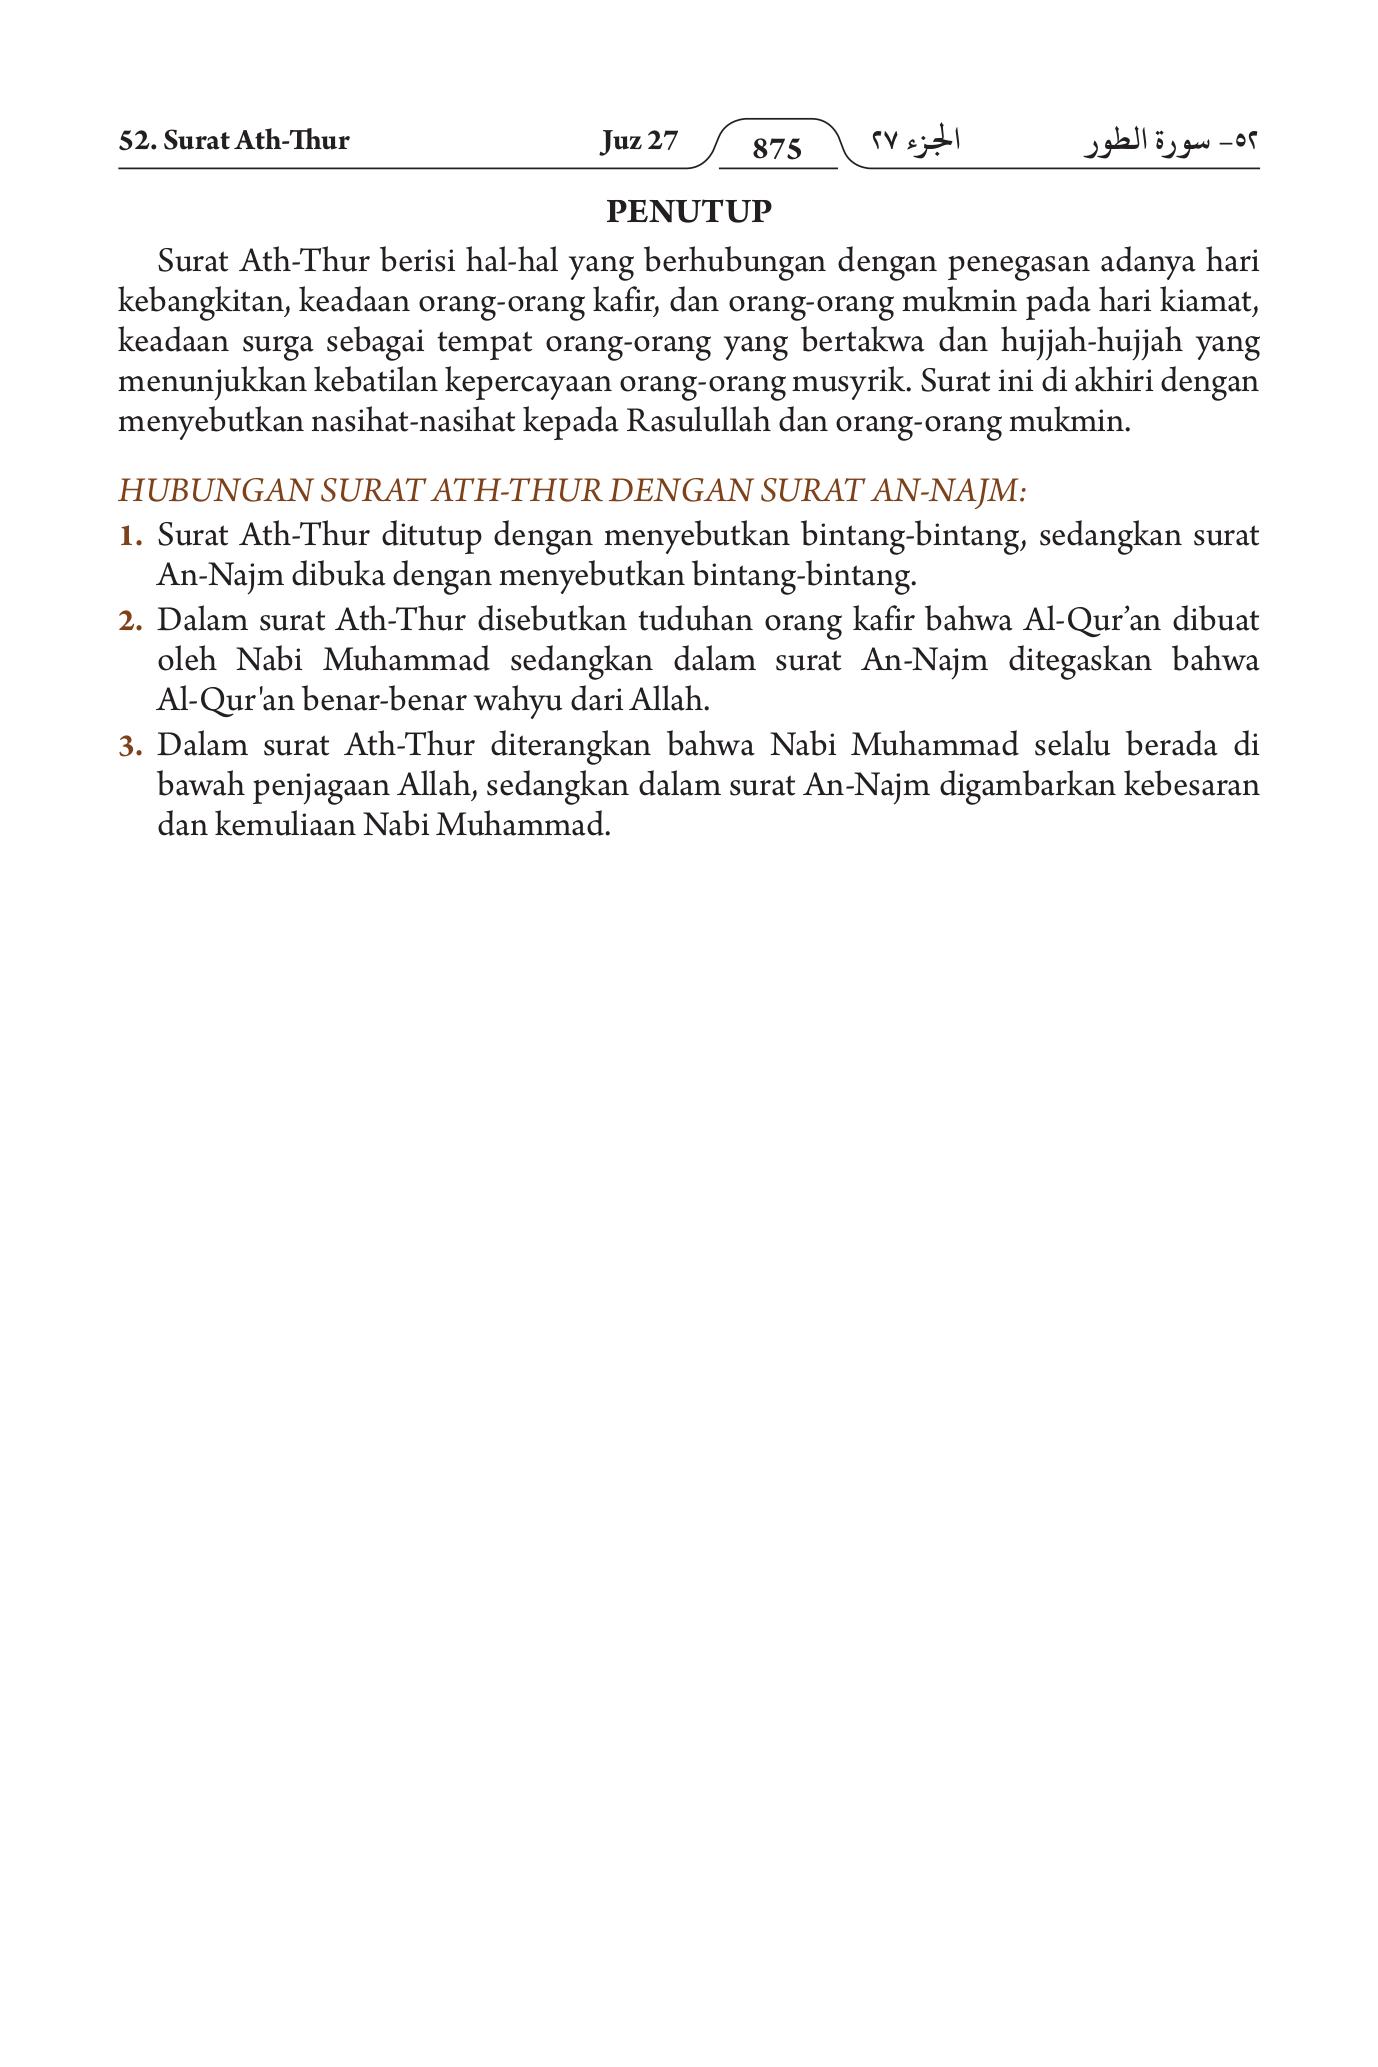 52. Surat Ath-Thur Juz 27 875 الجزء ٢٧ ٥٢- سورة الطور
PENUTUP
Surat Ath-Thur berisi hal-hal yang berhubungan dengan penegasan adanya hari
kebangkitan, keadaan orang-orang kafir, dan orang-orang mukmin pada hari kiamat,
keadaan surga sebagai tempat orang-orang yang bertakwa dan hujjah-hujjah yang
menunjukkan kebatilan kepercayaan orang-orang musyrik. Surat ini di akhiri dengan
menyebutkan nasihat-nasihat kepada Rasulullah dan orang-orang mukmin.
HUBUNGAN SURAT ATH-THUR DENGAN SURAT AN-NAJM:
1. Surat Ath-Thur ditutup dengan menyebutkan bintang-bintang, sedangkan surat
An-Najm dibuka dengan menyebutkan bintang-bintang.
2. Dalam surat Ath-Thur disebutkan tuduhan orang kafir bahwa Al-Qur’an dibuat
oleh Nabi Muhammad sedangkan dalam surat An-Najm ditegaskan bahwa
Al-Qur'an benar-benar wahyu dari Allah.
3. Dalam surat Ath-Thur diterangkan bahwa Nabi Muhammad selalu berada di
bawah penjagaan Allah, sedangkan dalam surat An-Najm digambarkan kebesaran
dan kemuliaan Nabi Muhammad.